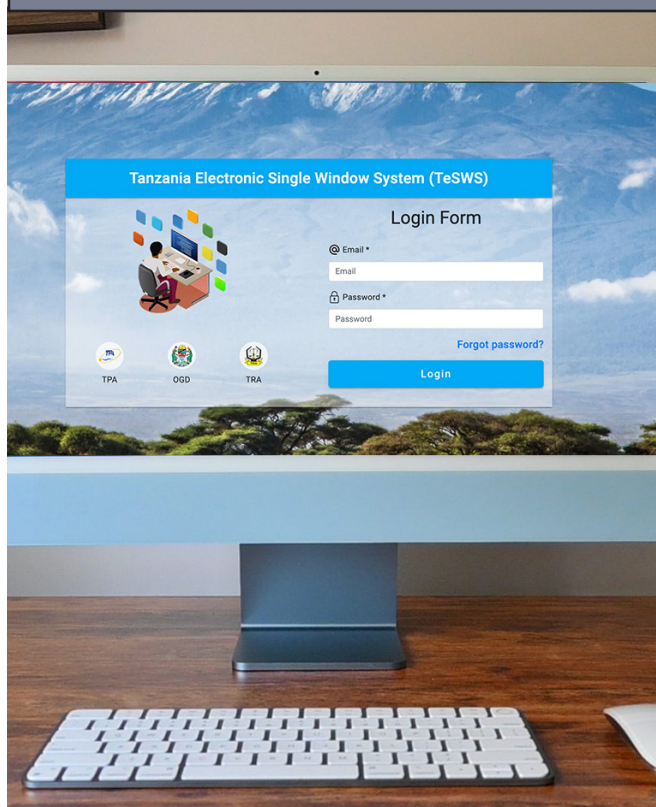 Tanzania Electronic Single Window System (TeSWS)
Login Form
@ Email *
Email
Password *
Password
Forgot password?
Login
TPA
OGD
TRA